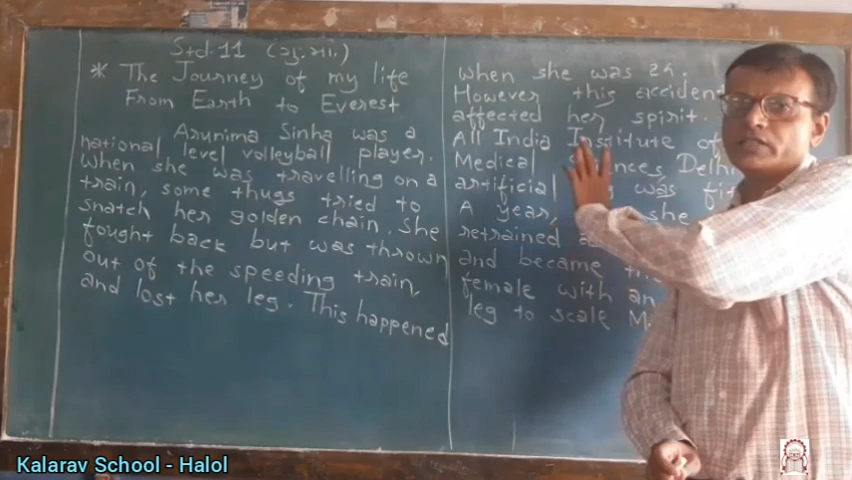 Std.11 (ગુ.મા.)
* The Journey of my life
From Earth to Everest
Arunima Sinha was a
national level volleyball player.
When she was travelling on a
train, some thugs tried to
snatch her golden chain. She
fought back but was thrown
out of the speeding train,
and lost her leg. This happened
when she was 24.
However this accident
affected her spirit.
All India Institute of
Medical Delhi
artificial was
A year, she
retrained
and became
female with an
leg to scale M.
Kalarav School - Halol